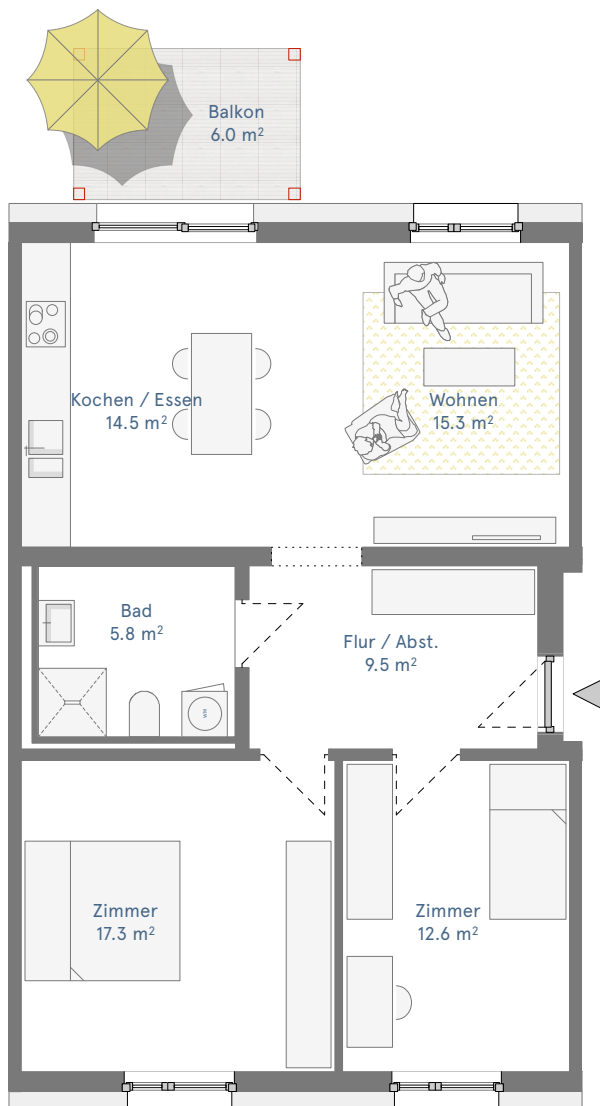 Balkon
6.0 m²
Kochen / Essen
14.5 m²
Wohnen
15.3 m²
Bad
5.8 m²
Flur / Abst.
9.5 m²
WM
Zimmer
17.3 m²
Zimmer
12.6 m²